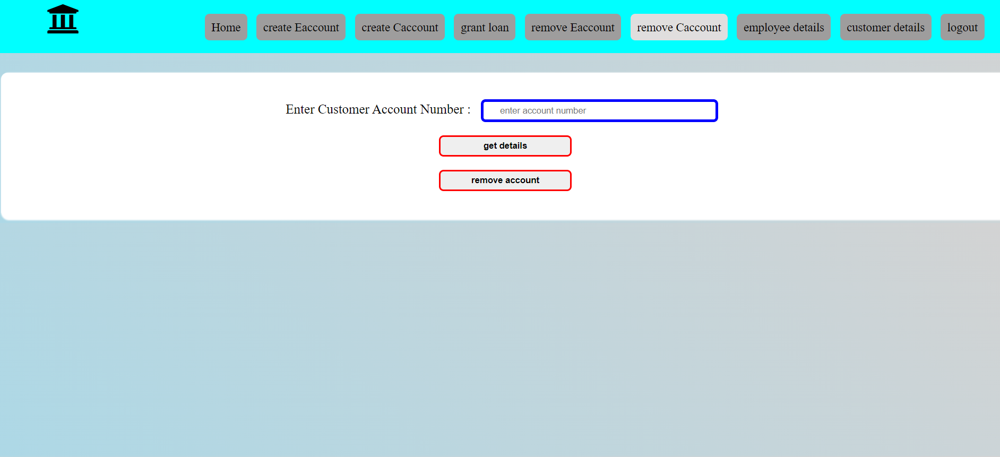 Home create Eaccount create Caccount grant loan remove Eaccount remove Caccount employee details customer details logout
Enter Customer Account Number : enter account number
get details
remove account